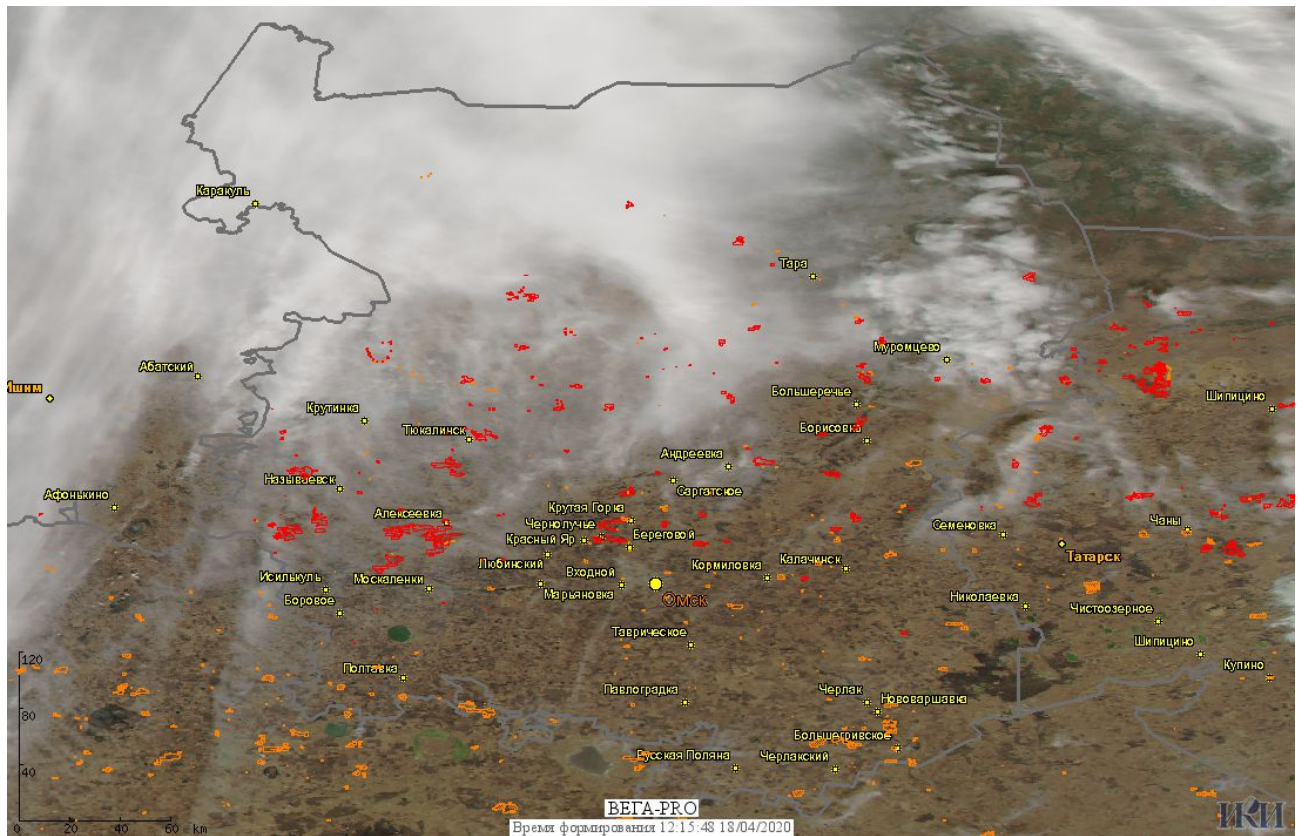 Каракуль
Тара
Муромцево
Абатский
Ишим
Большеречье
Шипицино
Крутинка
Тюкалинск
Борисовка
Андреевка
Называевск
Саргатское
Афонькино
Крутая Горка
Алексеевка
Чернолучье
Семеновка
Чаны
Красный Яр
Береговой
Татарск
Любинский
Входной
Кормиловка
Калачинск
Исилькуль
Москаленки
Марьяновка
Омск
Боровое
Николаевка
Чистоозерное
Таврическое
Шипицино
120
Полтавка
Купино
Павлоградка
Черлак
Нововаршавка
80
Большегривское
Русская Поляна
Черлакский
40
ВЕГА-PRO
20 40 60 km
Время формирования 12:15:48 18/04/2020
ИКИ